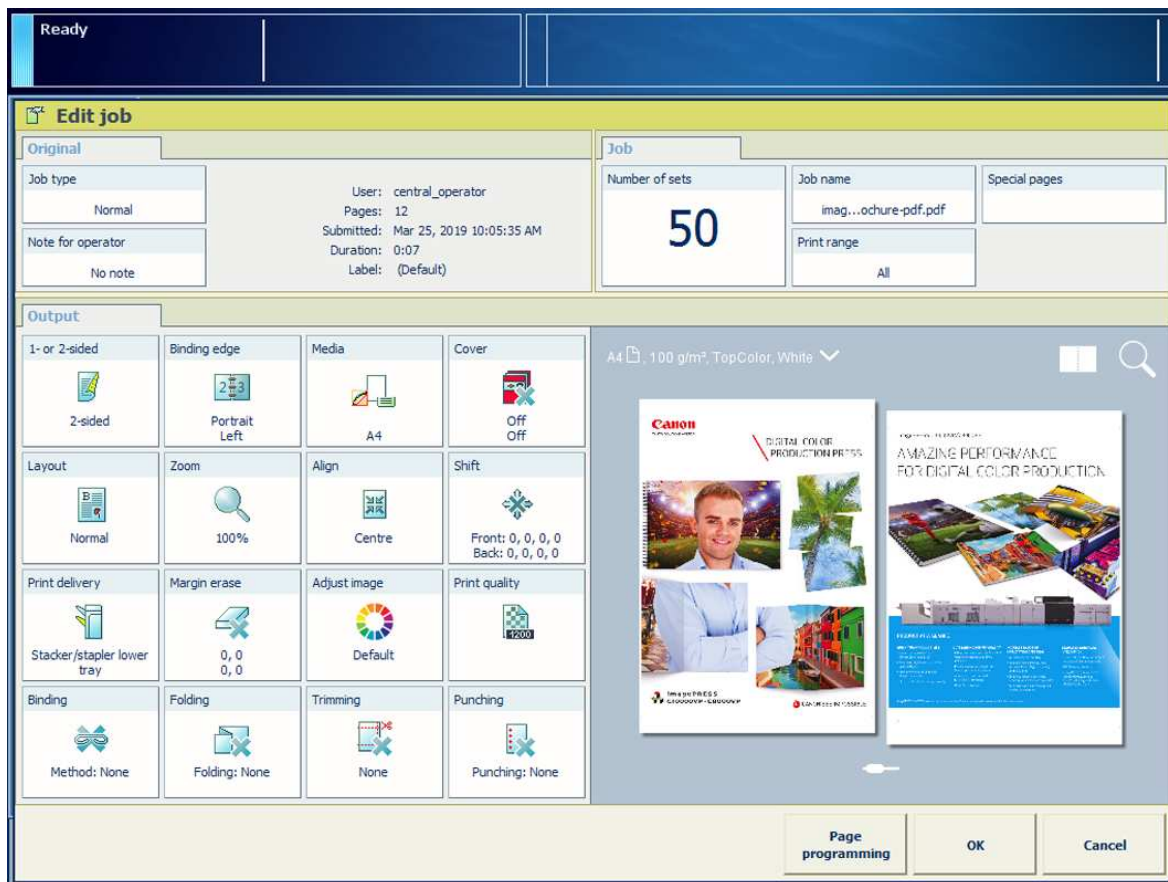 Ready
Edit job
Original
Job type
Normal
Note for operator
No note
User: central_operator
Pages: 12
Submitted: Mar 25, 2019 10:05:35 AM
Duration: 0:07
Label: (Default)
Job
Number of sets
50
Job name
imag...ochure-pdf.pdf
Print range
All
Special pages
Output
1- or 2-sided
2-sided
Binding edge
2 3
Portrait
Left
Media
A4
Cover
Off
Off
Layout
B
Normal
Zoom
100%
Align
Centre
Shift
Front: 0, 0, 0, 0
Back: 0, 0, 0, 0
Print delivery
Stacker/stapler lower
tray
Margin erase
0, 0
0, 0
Adjust image
Default
Print quality
1200
Binding
Method: None
Folding
Folding: None
Trimming
None
Punching
Punching: None
A4 , 100 g/m², TopColor, White
Canon
DIGITAL COLOR
PRODUCTION PRESS
imagePRESS
CANON SEE IMPOSSIBLE
AMAZING PERFORMANCE
FOR DIGITAL COLOR PRODUCTION
Page
programming
OK
Cancel